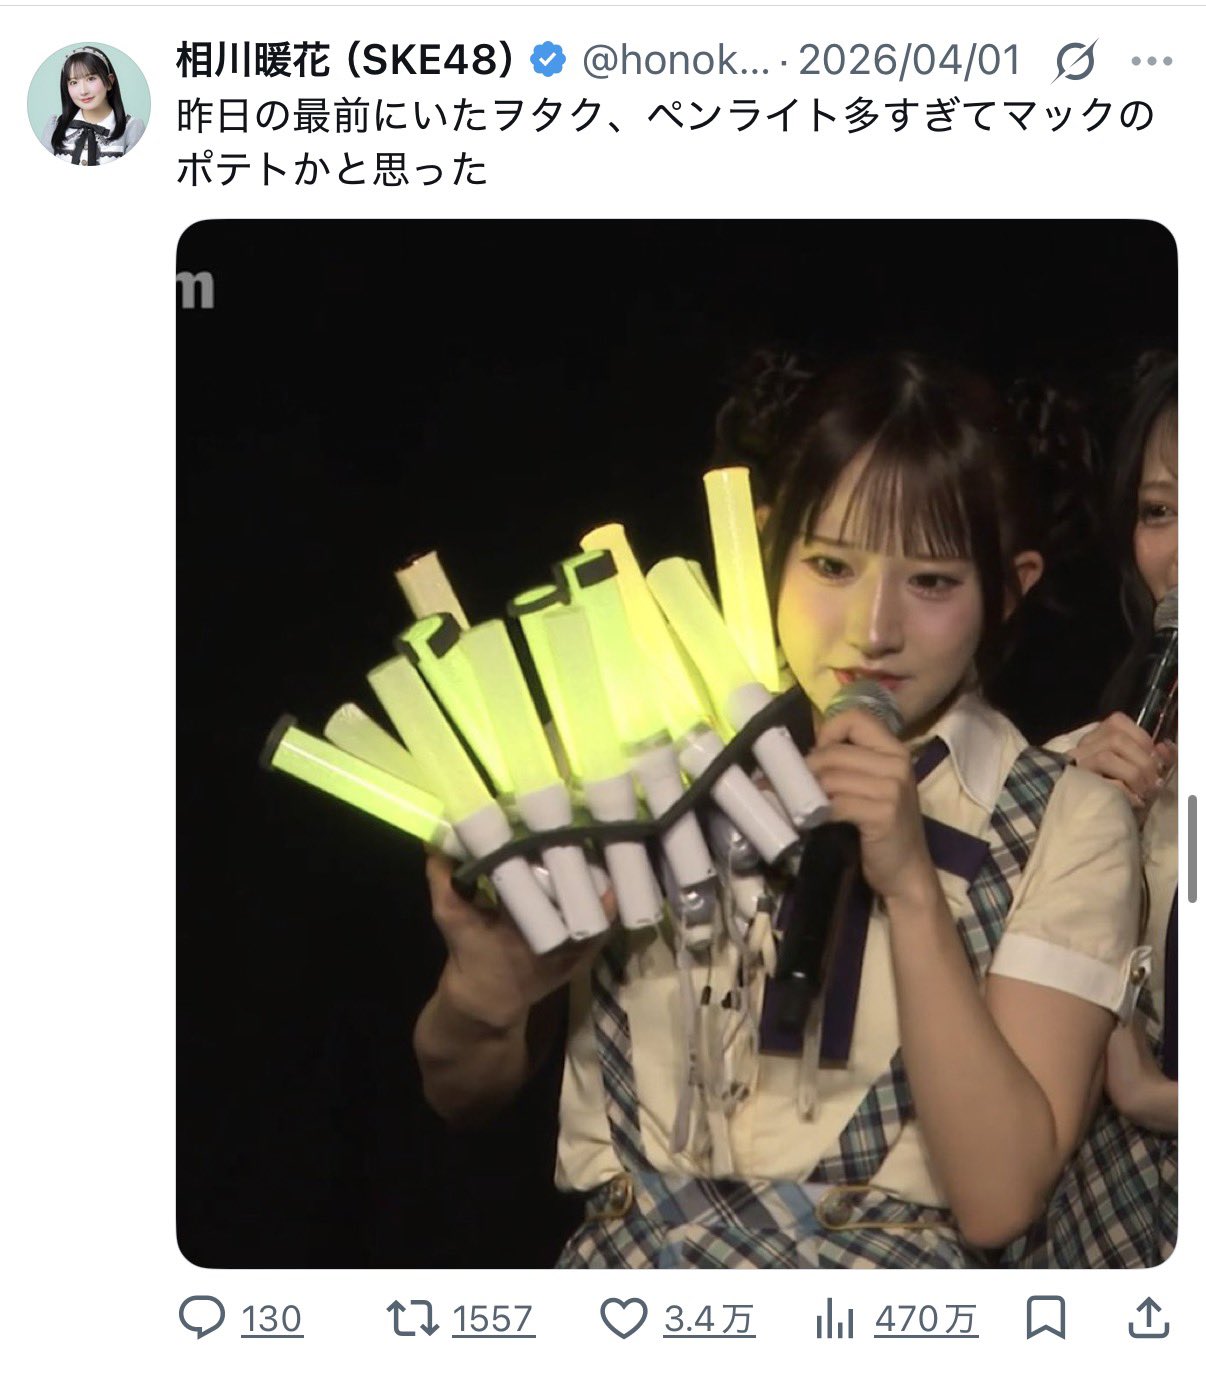 相川暖花 (SKE48) @honok... · 2026/04/01
昨日の最前にいたヲタク、ペンライト多すぎてマックの
ポテトかと思った
m
130 1557 3.4万 470万